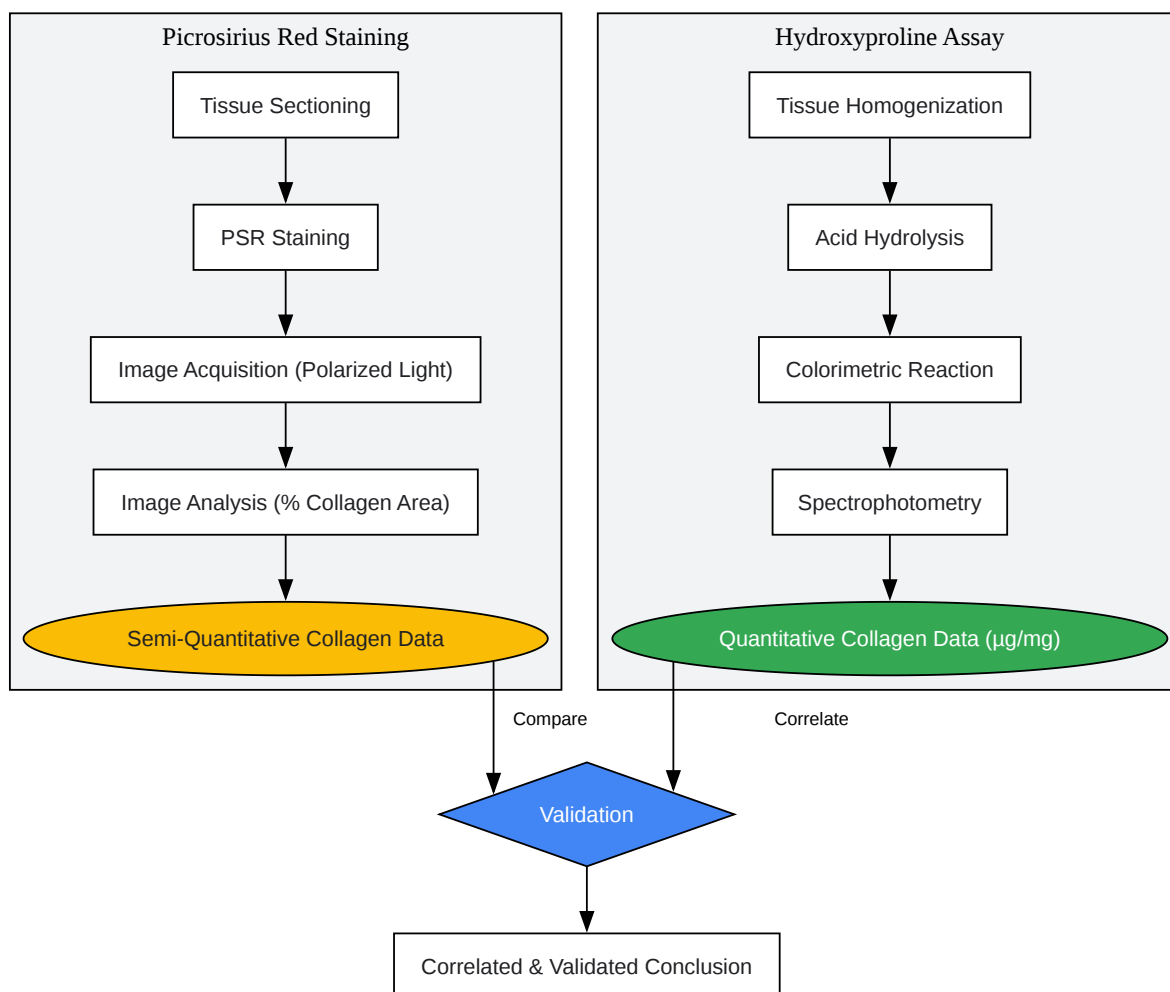 Picrosirius Red Staining
Tissue Sectioning
PSR Staining
Image Acquisition (Polarized Light)
Image Analysis (% Collagen Area)
Semi-Quantitative Collagen Data
Hydroxyproline Assay
Tissue Homogenization
Acid Hydrolysis
Colorimetric Reaction
Spectrophotometry
Quantitative Collagen Data (µg/mg)
Compare
Correlate
Validation
Correlated & Validated Conclusion